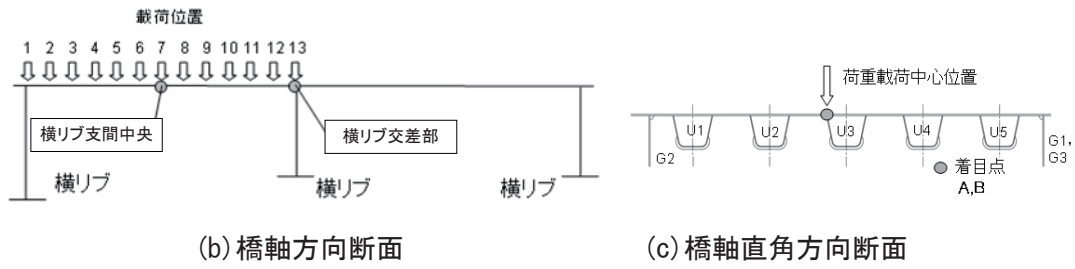 載荷位置
1 2 3 4 5 6 7 8 9 10 11 12 13
横リブ支間中央
横リブ交差部
横リブ
横リブ
横リブ
(b)橋軸方向断面
荷重載荷中心位置
U1 U2 U3 U4 U5
G2
G1,
G3
着目点
A,B
(c)橋軸直角方向断面